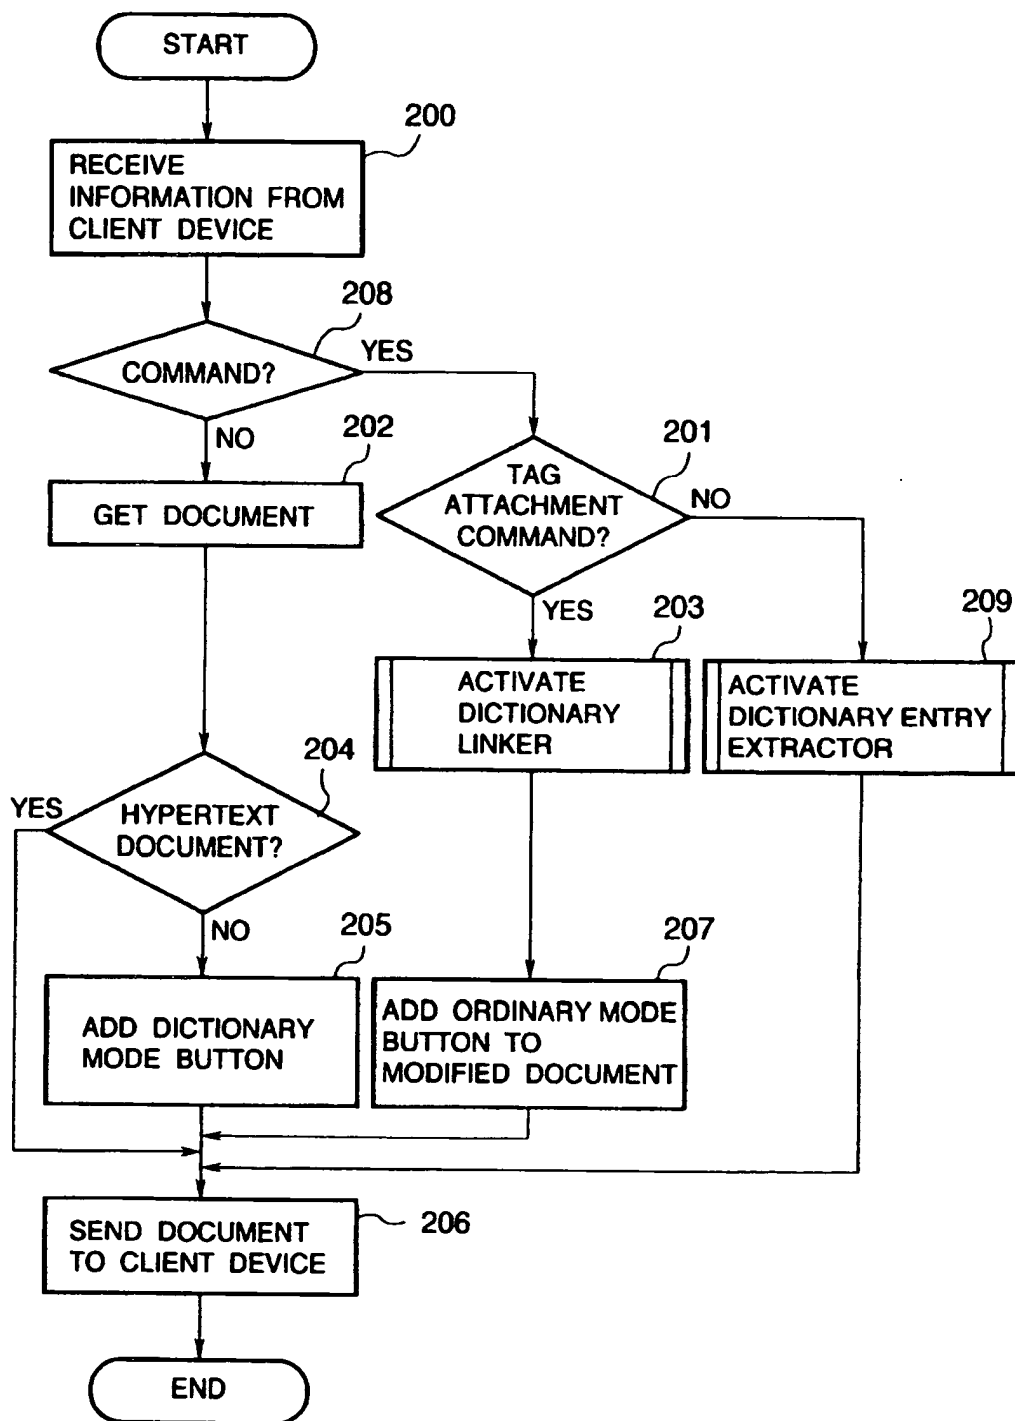 START
200
RECEIVE
INFORMATION FROM
CLIENT DEVICE
208
COMMAND?
YES
NO
202
GET DOCUMENT
201
TAG
ATTACHMENT
COMMAND?
NO
YES
203
ACTIVATE
DICTIONARY
LINKER
209
ACTIVATE
DICTIONARY ENTRY
EXTRACTOR
204
YES
HYPERTEXT
DOCUMENT?
NO
205
ADD DICTIONARY
MODE BUTTON
207
ADD ORDINARY MODE
BUTTON TO
MODIFIED DOCUMENT
SEND DOCUMENT
TO CLIENT DEVICE
206
END